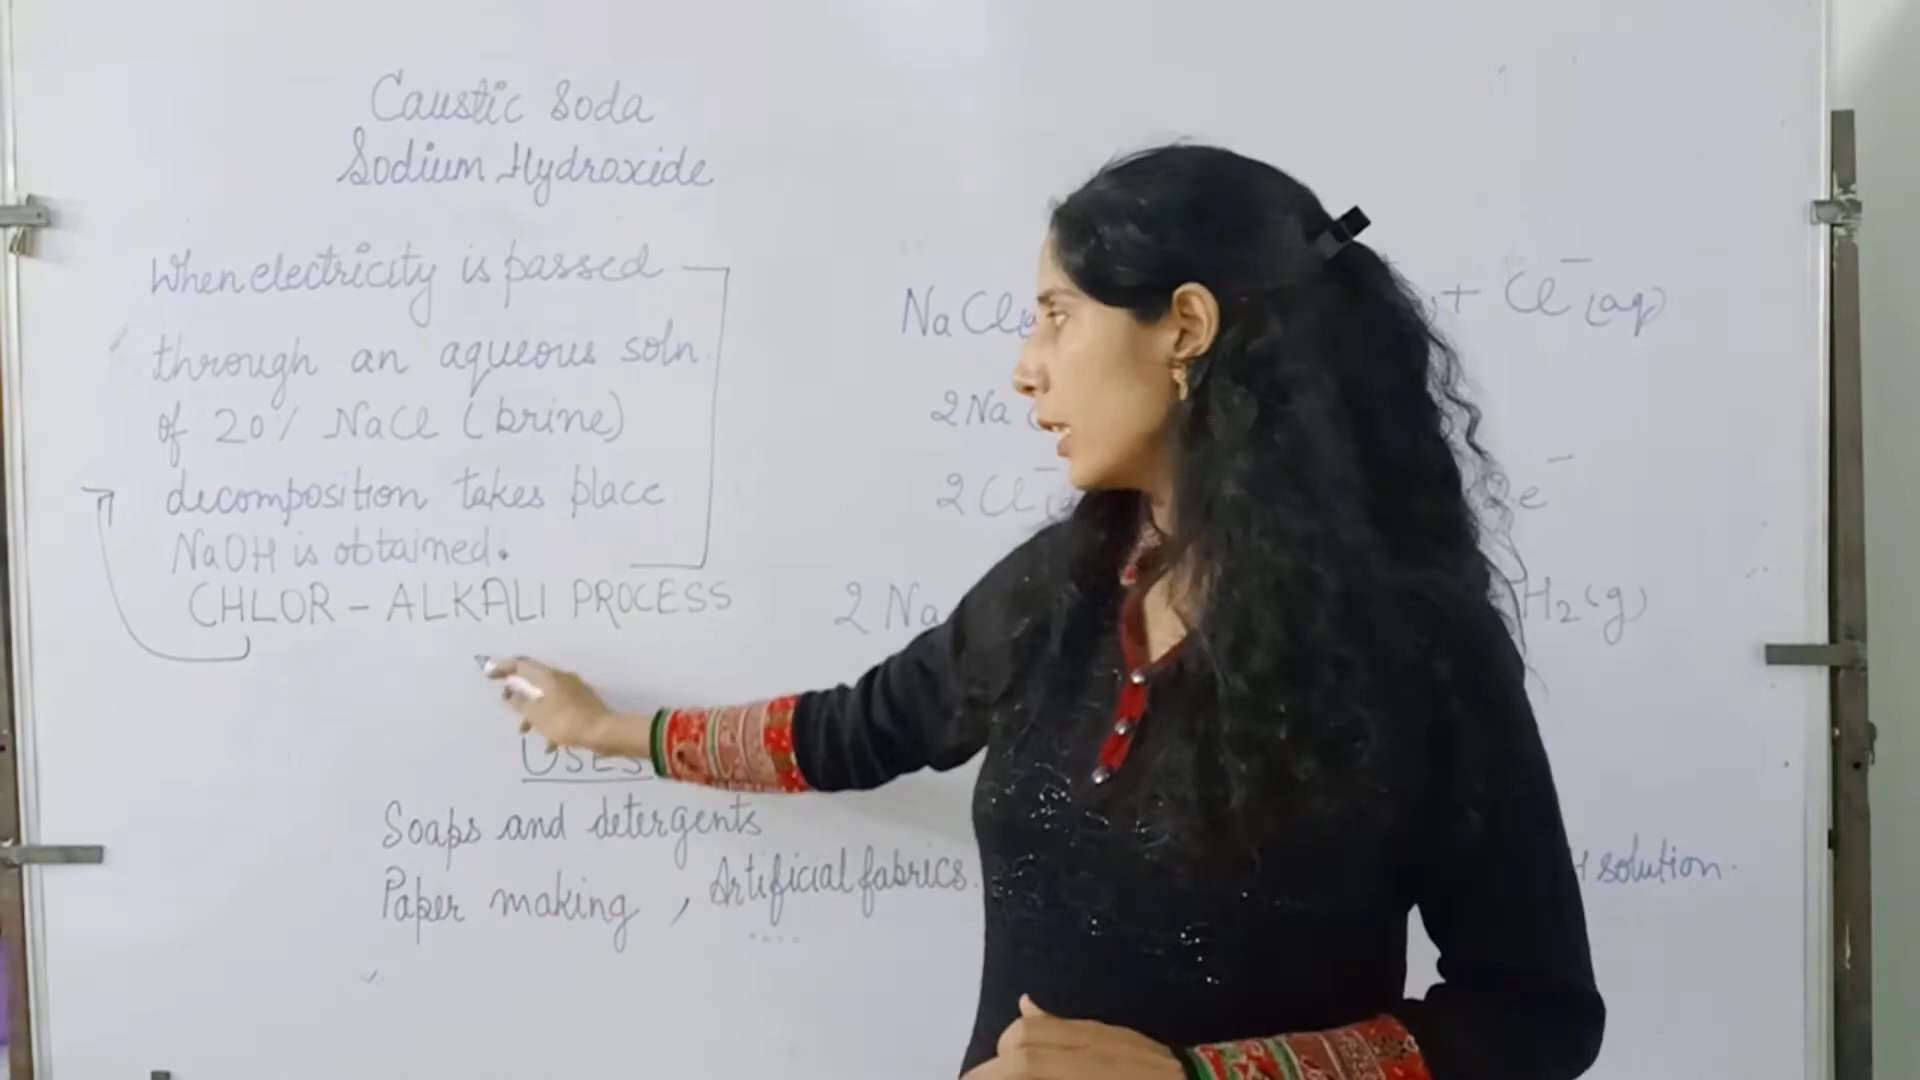 Caustic Soda
Sodium Hydroxide
When electricity is passed
through an aqueous soln.
of 20% NaCl (brine)
decomposition takes place
NaOH is obtained.
CHLOR - ALKALI PROCESS
USES
Soaps and detergents
Paper making , Artificial fabrics.
NaCl + Cl⁻(aq)
2Na
2Cl⁻ 2e⁻
2Na H₂(g)
solution.